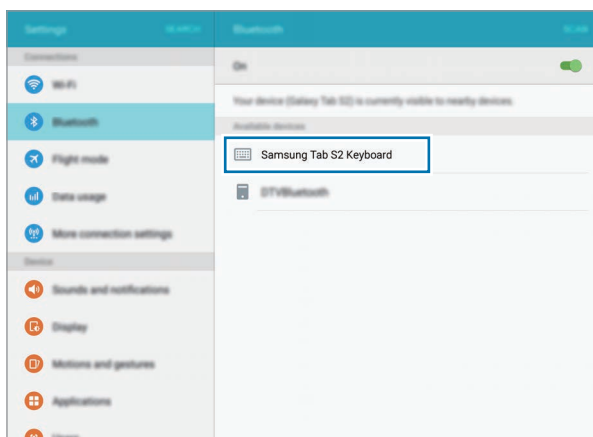 Settings
SEARCH
Bluetooth
SCAN
Connections
On
Wi-Fi
Your device (Galaxy Tab S2) is currently visible to nearby devices.
Bluetooth
Available devices
Samsung Tab S2 Keyboard
Flight mode
DTVBluetooth
Data usage
More connection settings
Device
Sounds and notifications
Display
Motions and gestures
Applications